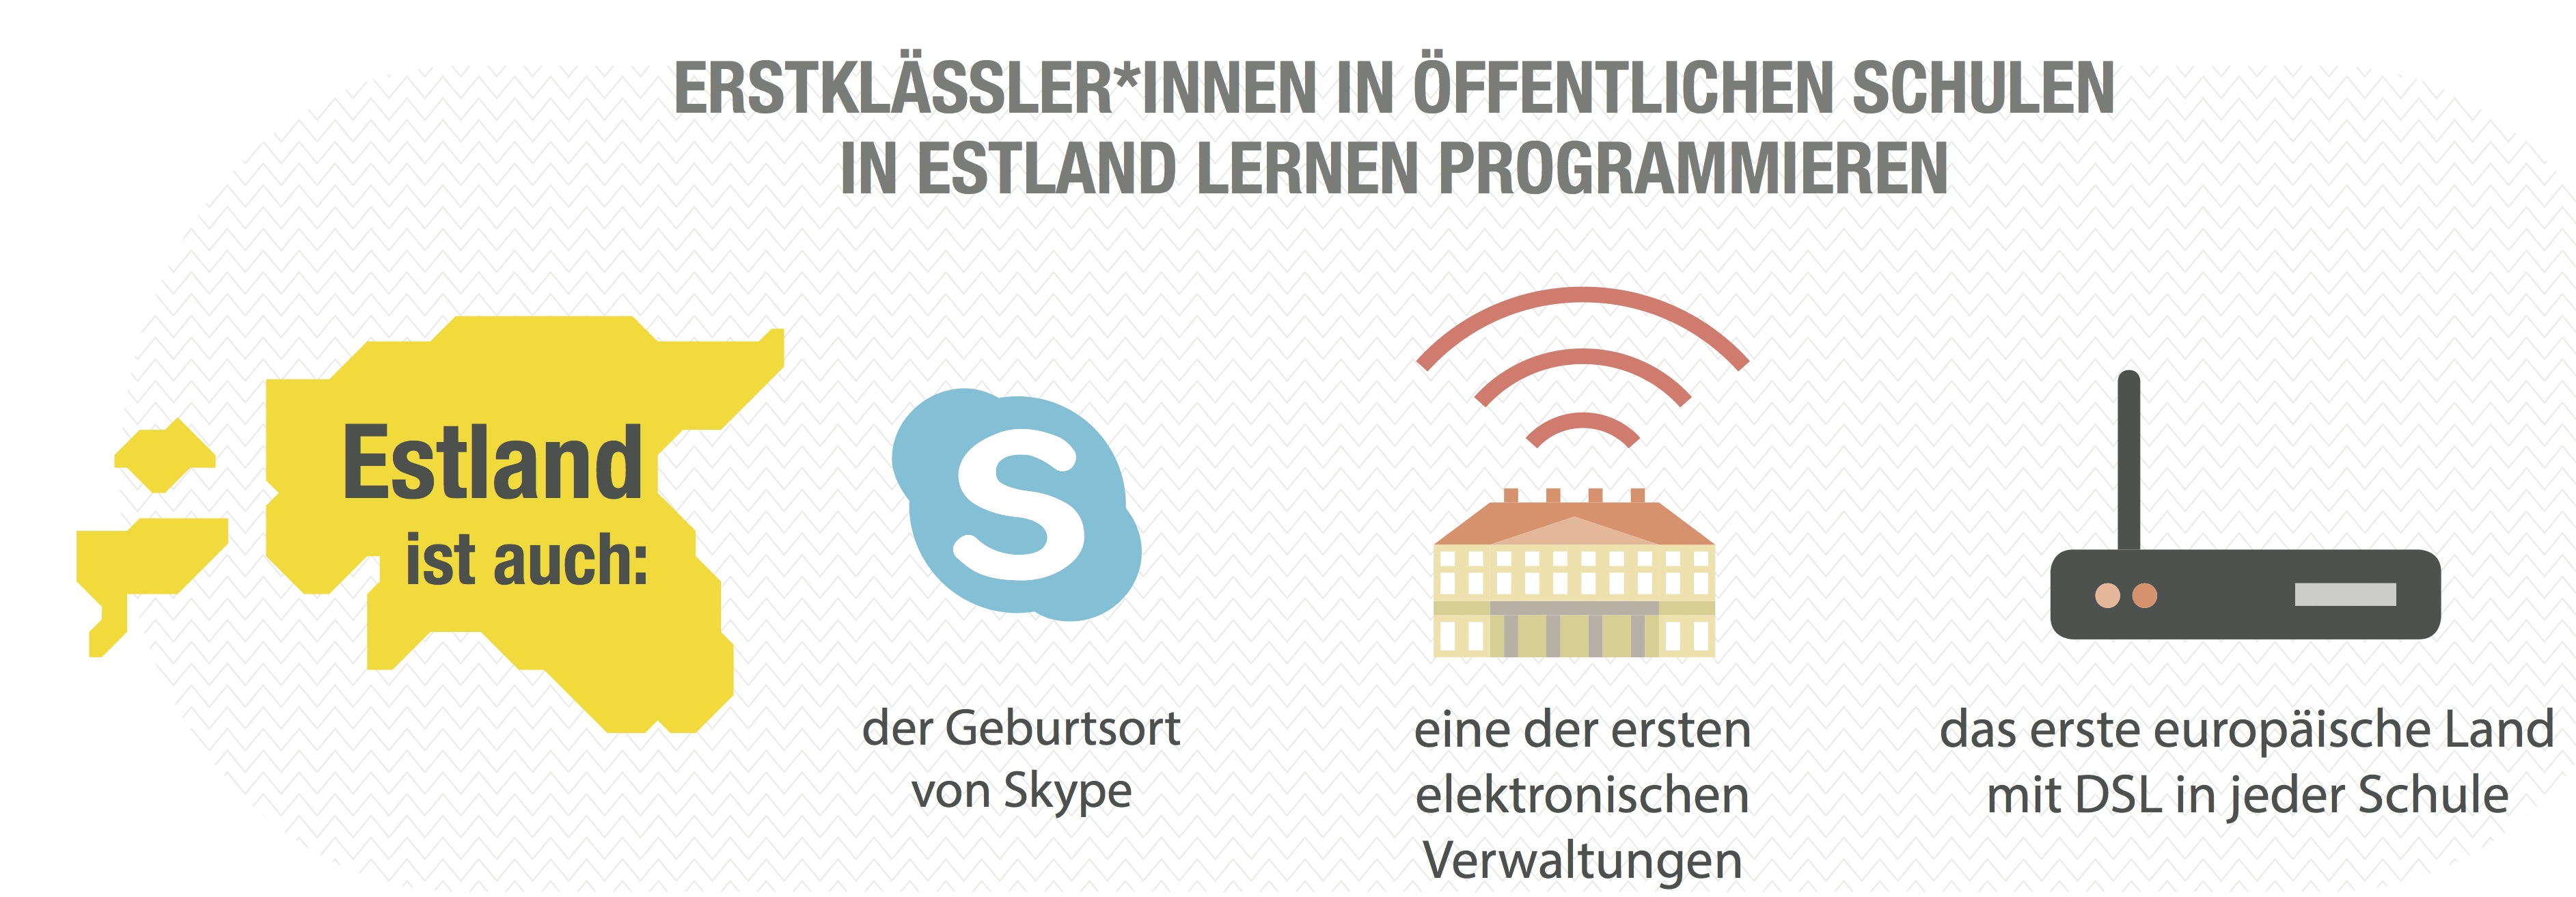 ERSTKLÄSSLER*INNEN IN ÖFFENTLICHEN SCHULEN
IN ESTLAND LERNEN PROGRAMMIEREN
Estland
ist auch:
S
der Geburtsort
von Skype
eine der ersten
elektronischen
Verwaltungen
das erste europäische Land
mit DSL in jeder Schule